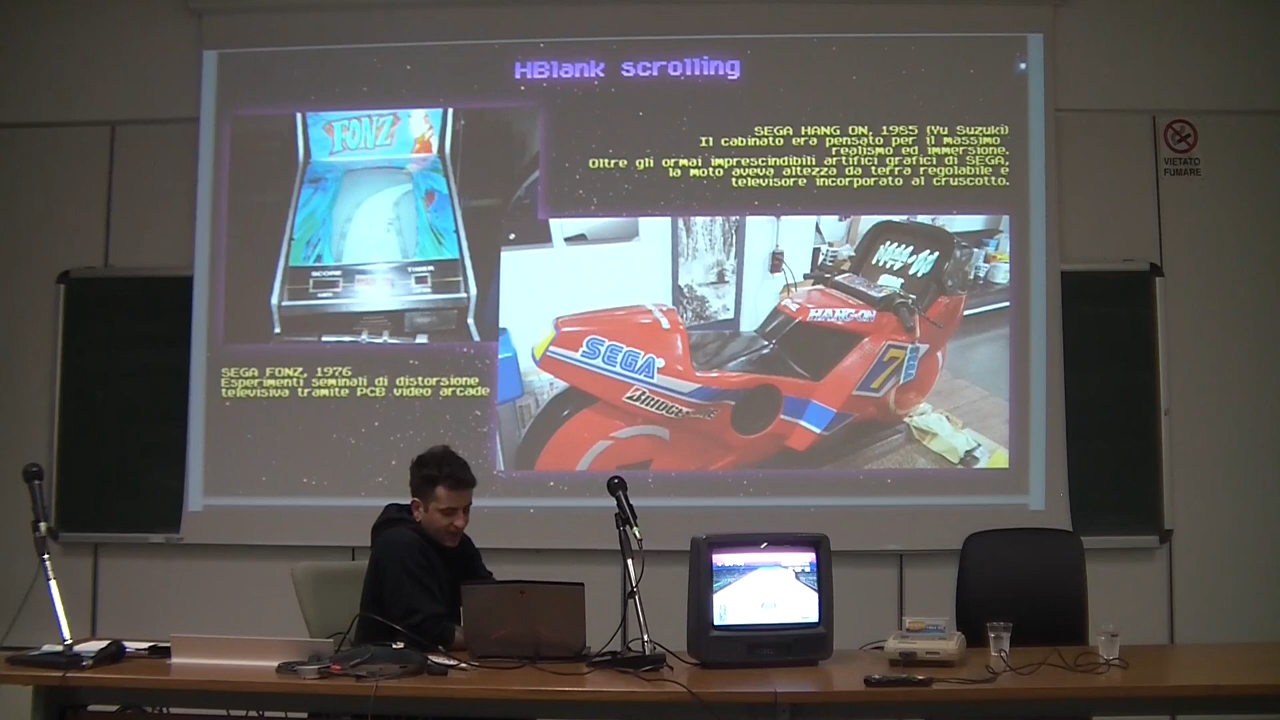 HBlank scrolling
SEGA HANG ON, 1985 (Yu Suzuki)
Il cabinato era pensato per il massimo
realismo ed immersione.
Oltre gli ormai imprescindibili artifici grafici di SEGA,
la moto aveva altezza da terra regolabile e
televisore incorporato al cruscotto.
FONZ
SCORE
TIMER
SEGA FONZ, 1976
Esperimenti seminali di distorsione
televisiva tramite PCB video arcade
HANG-ON
HANG-ON
SEGA
7
SEGA
VIETATO
FUMARE